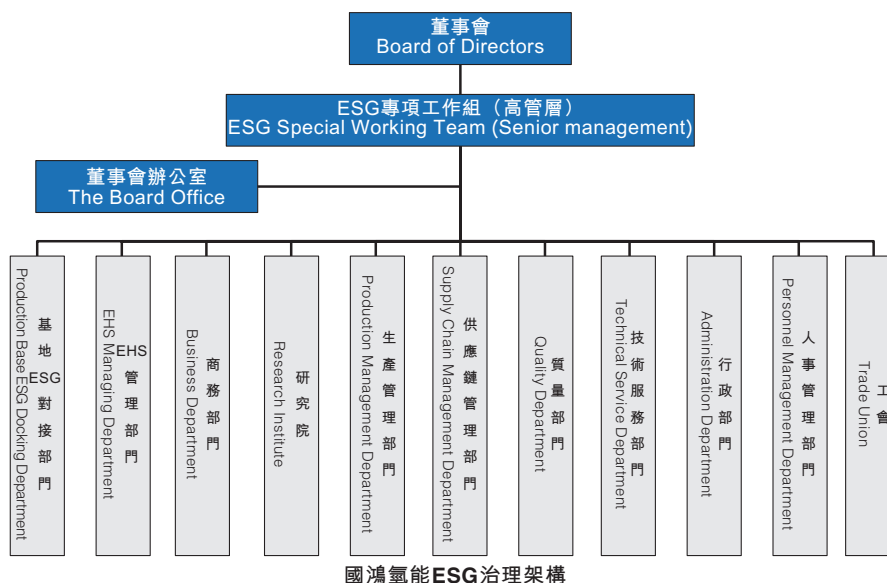 董事會
Board of Directors
ESG專項工作組（高管層）
ESG Special Working Team (Senior management)
董事會辦公室
The Board Office
基地ESG對接部門
Production Base ESG Docking Department
EHS管理部門
EHS Managing Department
商務部門
Business Department
研究院
Research Institute
生產管理部門
Production Management Department
供應鏈管理部門
Supply Chain Management Department
質量部門
Quality Department
技術服務部門
Technical Service Department
行政部門
Administration Department
人事管理部門
Personnel Management Department
工會
Trade Union
國鴻氫能ESG治理架構